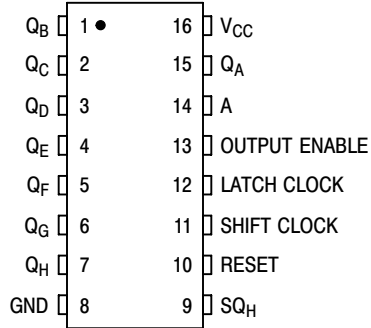 QB 1 16 VCC
QC 2 15 QA
QD 3 14 A
QE 4 13 OUTPUT ENABLE
QF 5 12 LATCH CLOCK
QG 6 11 SHIFT CLOCK
QH 7 10 RESET
GND 8 9 SQH